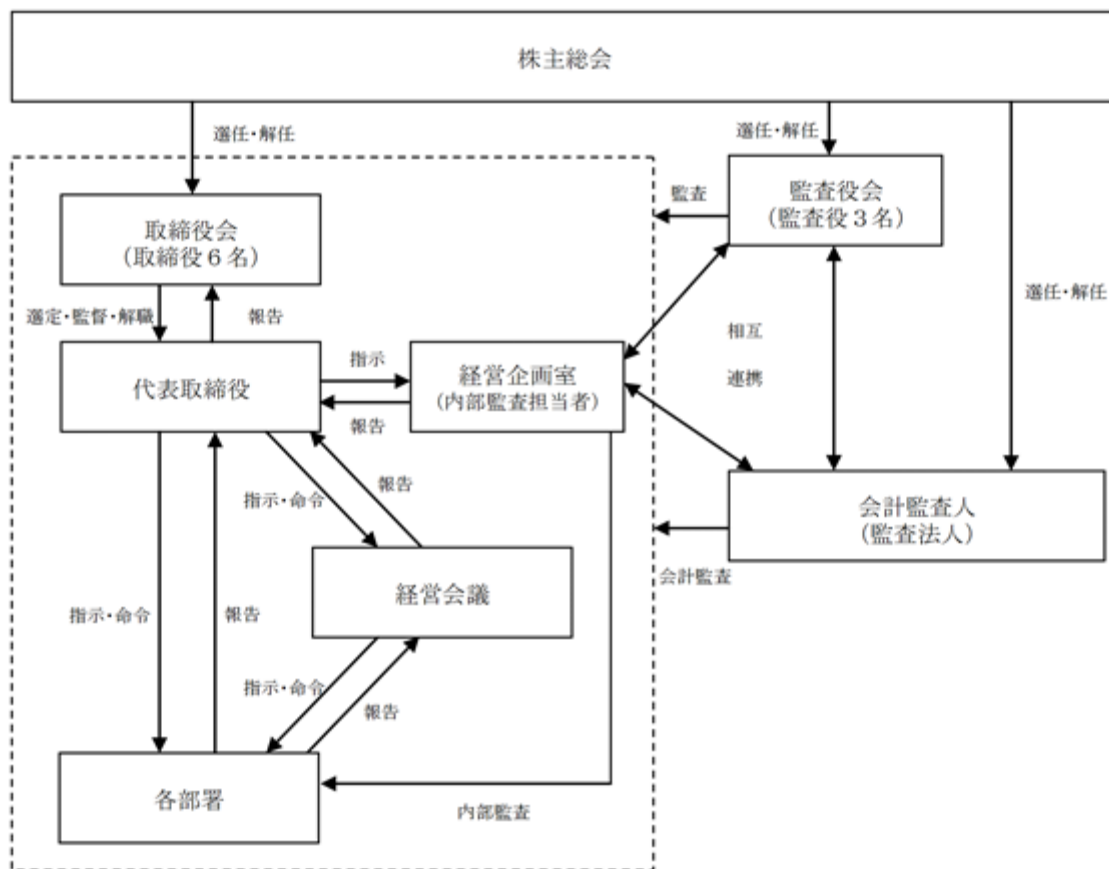 株主総会
選任・解任
選任・解任
監査役会
(監査役3名)
監査
取締役会
(取締役6名)
選任・解任
選定・監督・解職
報告
相互
連携
代表取締役
指示
報告
経営企画室
(内部監査担当者)
指示・命令
報告
会計監査人
(監査法人)
会計監査
経営会議
指示・命令
報告
指示・命令
報告
各部署
内部監査